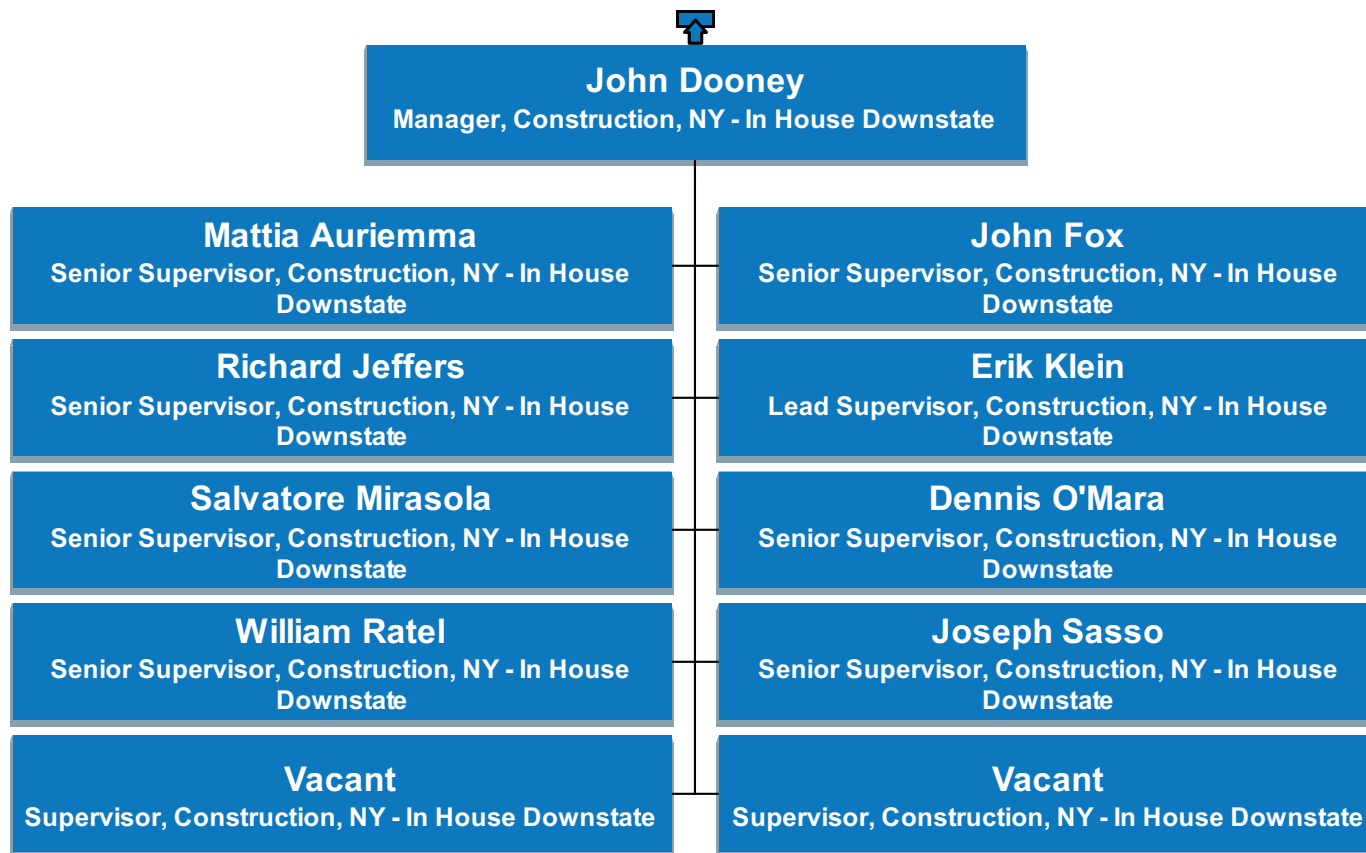 John Dooney
Manager, Construction, NY - In House Downstate
Mattia Auriemma
Senior Supervisor, Construction, NY - In House
Downstate
John Fox
Senior Supervisor, Construction, NY - In House
Downstate
Richard Jeffers
Senior Supervisor, Construction, NY - In House
Downstate
Erik Klein
Lead Supervisor, Construction, NY - In House
Downstate
Salvatore Mirasola
Senior Supervisor, Construction, NY - In House
Downstate
Dennis O'Mara
Senior Supervisor, Construction, NY - In House
Downstate
William Ratel
Senior Supervisor, Construction, NY - In House
Downstate
Joseph Sasso
Senior Supervisor, Construction, NY - In House
Downstate
Vacant
Supervisor, Construction, NY - In House Downstate
Vacant
Supervisor, Construction, NY - In House Downstate